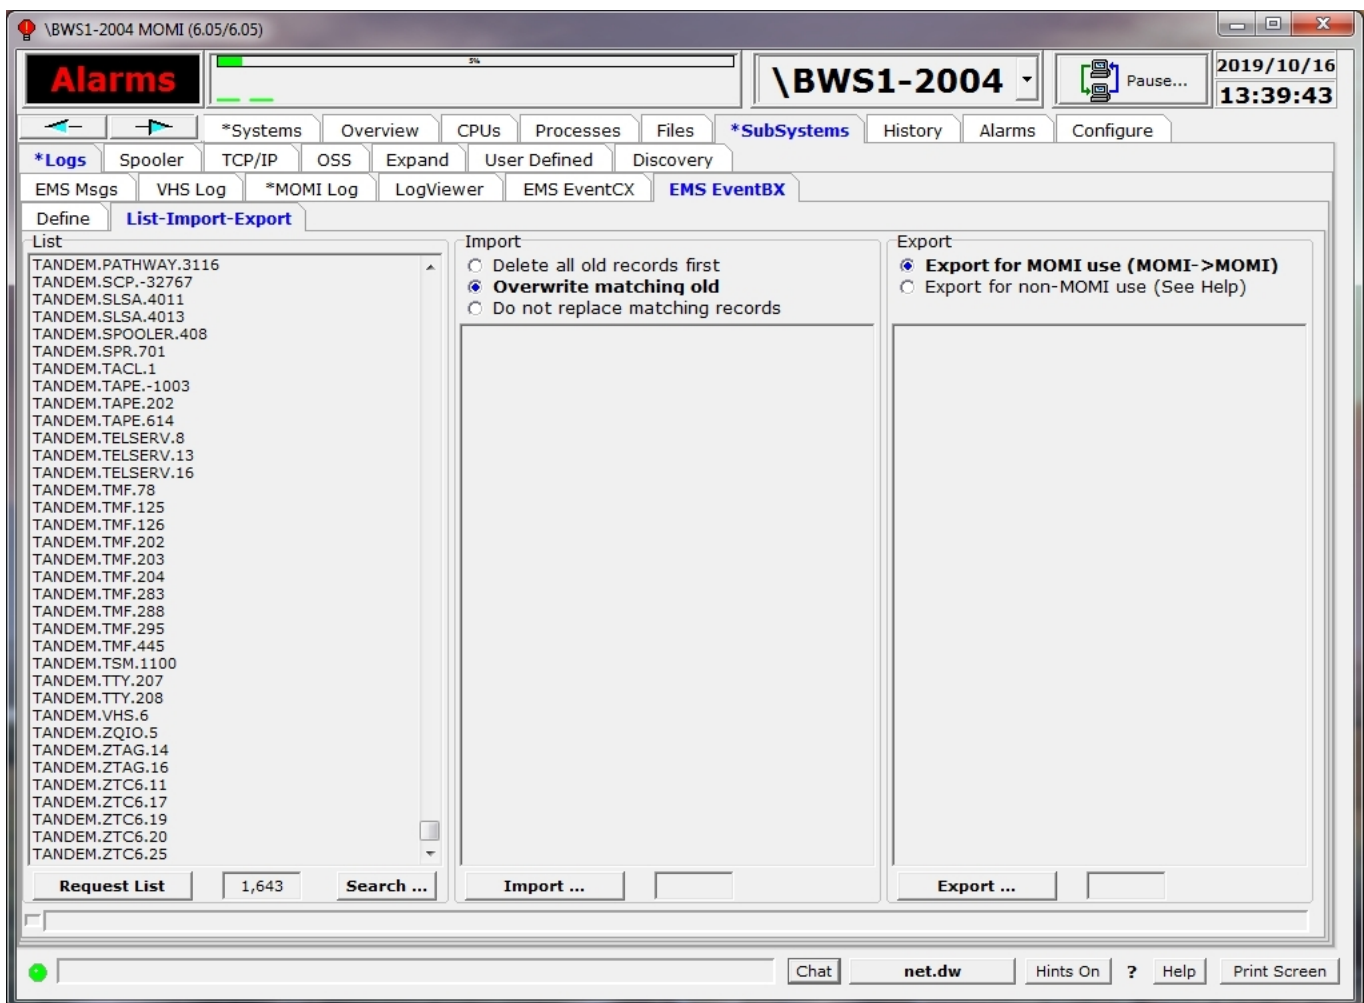 \BWS1-2004 MOMI (6.05/6.05)
Alarms
5%
\BWS1-2004
Pause...
2019/10/16
13:39:43
*Systems Overview CPUs Processes Files *SubSystems History Alarms Configure
*Logs Spooler TCP/IP OSS Expand User Defined Discovery
EMS Msgs VHS Log *MOMI Log LogViewer EMS EventCX EMS EventBX
Define List-Import-Export
List
TANDEM.PATHWAY.3116
TANDEM.SCP.-32767
TANDEM.SLSA.4011
TANDEM.SLSA.4013
TANDEM.SPOOLER.408
TANDEM.SPR.701
TANDEM.TACL.1
TANDEM.TAPE.-1003
TANDEM.TAPE.202
TANDEM.TAPE.614
TANDEM.TELSERV.8
TANDEM.TELSERV.13
TANDEM.TELSERV.16
TANDEM.TMF.78
TANDEM.TMF.125
TANDEM.TMF.126
TANDEM.TMF.202
TANDEM.TMF.203
TANDEM.TMF.204
TANDEM.TMF.283
TANDEM.TMF.288
TANDEM.TMF.295
TANDEM.TMF.445
TANDEM.TSM.1100
TANDEM.TTY.207
TANDEM.TTY.208
TANDEM.VHS.6
TANDEM.ZQIO.5
TANDEM.ZTAG.14
TANDEM.ZTAG.16
TANDEM.ZTC6.11
TANDEM.ZTC6.17
TANDEM.ZTC6.19
TANDEM.ZTC6.20
TANDEM.ZTC6.25
Request List 1,643 Search ...
Import
Delete all old records first
Overwrite matching old
Do not replace matching records
Import ...
Export
Export for MOMI use (MOMI->MOMI)
Export for non-MOMI use (See Help)
Export ...
Chat net.dw Hints On ? Help Print Screen